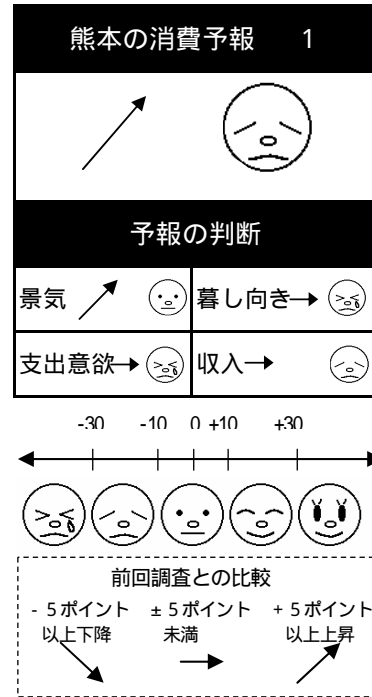 熊本の消費予報 1
予報の判断
景気
暮し向き
支出意欲
収入
-30 -10 0 +10 +30
前回調査との比較
- 5ポイント ±5ポイント +5ポイント
以上下降 未満 以上上昇